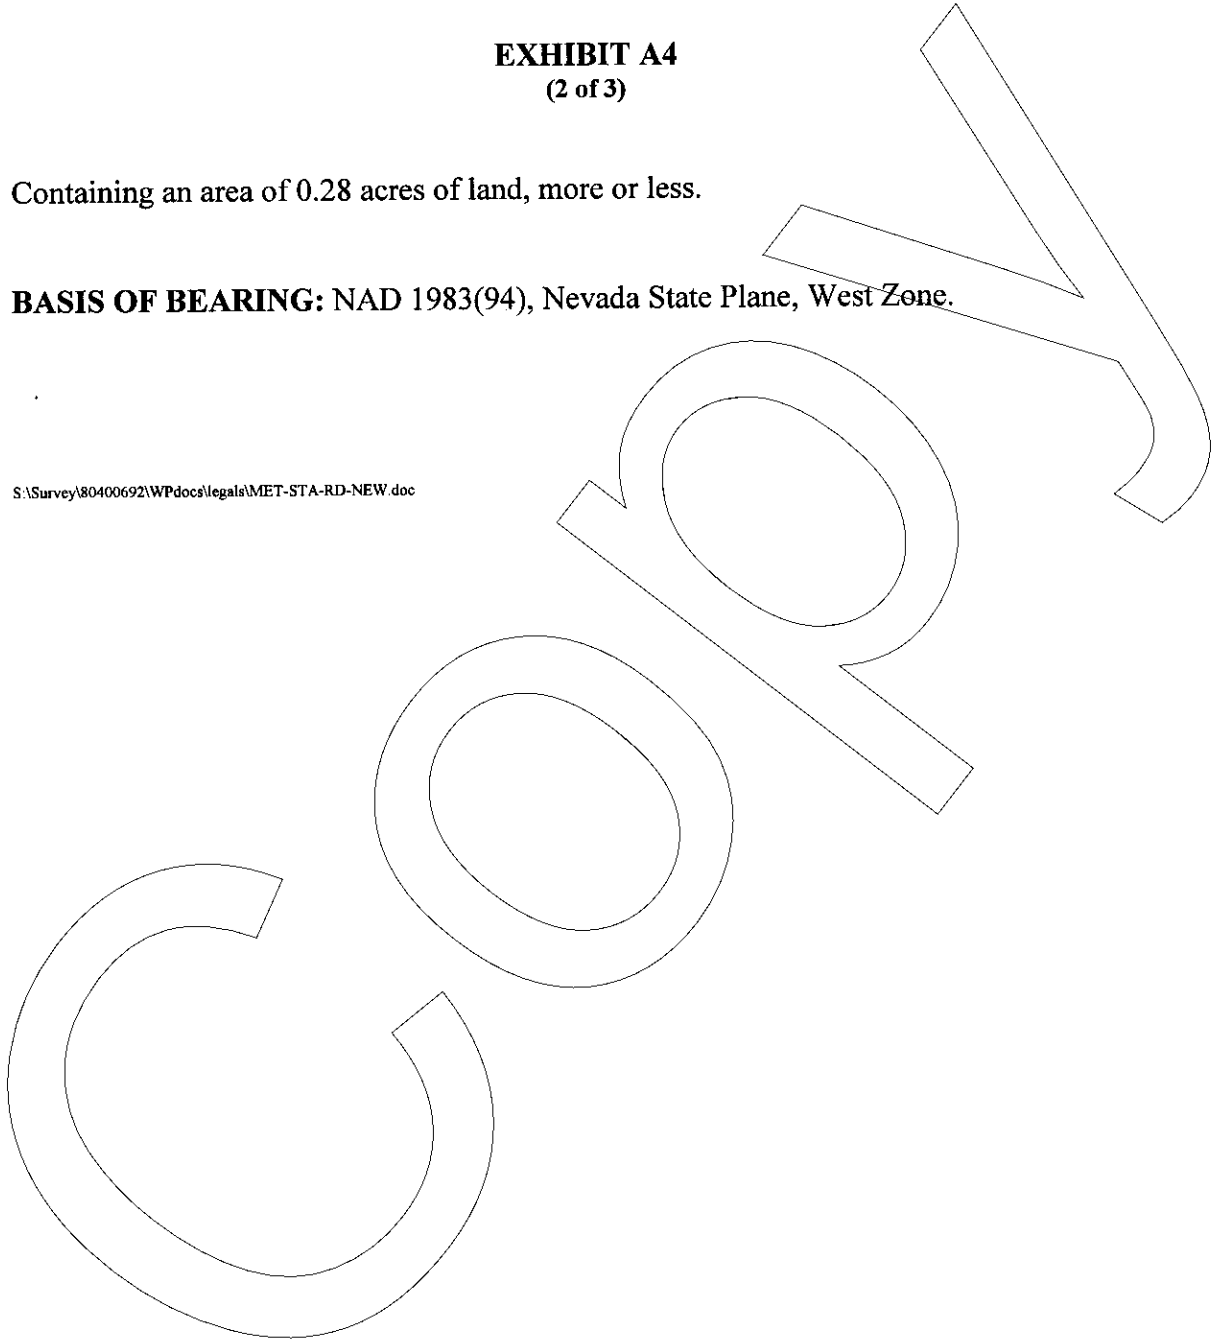 EXHIBIT A4
(2 of 3)
Containing an area of 0.28 acres of land, more or less.
BASIS OF BEARING: NAD 1983(94), Nevada State Plane, West Zone.
S:\Survey\80400692\WPdocs\legals\MET-STA-RD-NEW.doc
Copy